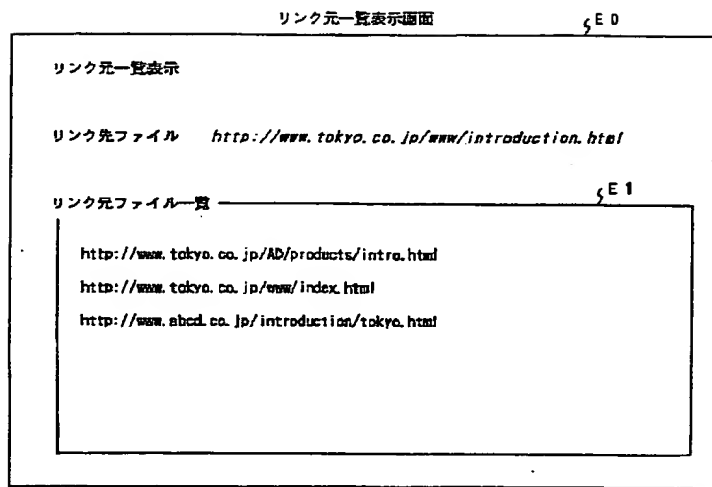 リンク元一覧表示画面
E0
リンク元一覧表示
リンク先ファイル http://www.tokyo.co.jp/www/introduction.html
リンク元ファイル一覧
E1
http://www.tokyo.co.jp/AD/products/intro.html
http://www.tokyo.co.jp/www/index.html
http://www.abcd.co.jp/introduction/tokyo.html